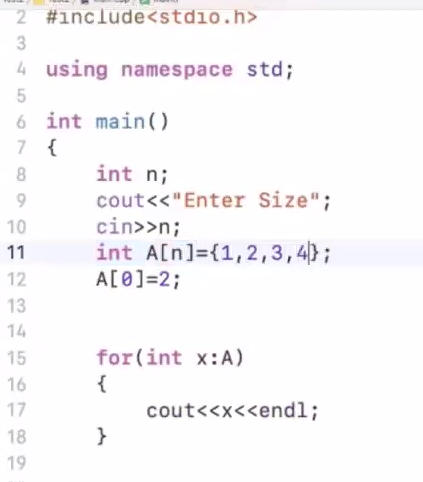 2 #include<stdio.h>
3
4 using namespace std;
5
6 int main()
7 {
8 int n;
9 cout<<"Enter Size";
10 cin>>n;
11 int A[n]={1,2,3,4};
12 A[0]=2;
13
14
15 for(int x:A)
16 {
17 cout<<x<<endl;
18 }
19